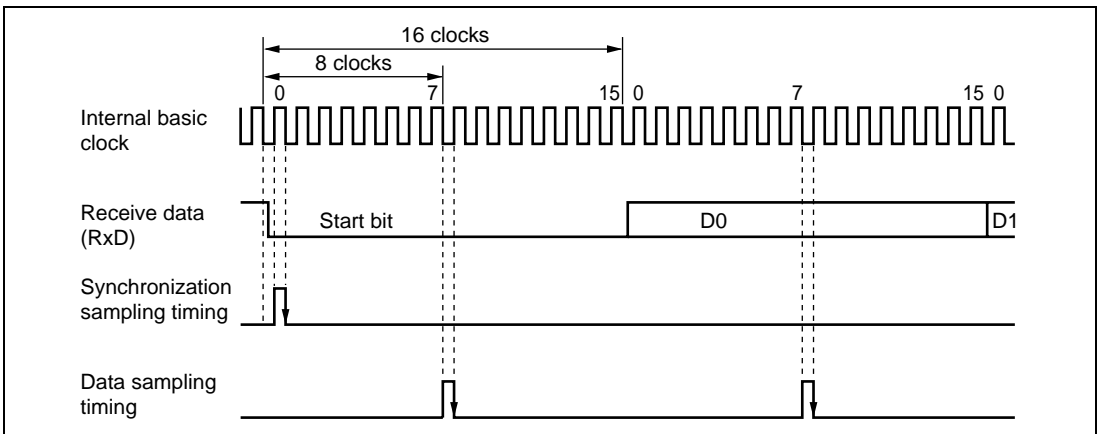 16 clocks
8 clocks
0 7 15 0 7 15 0
Internal basic
clock
Receive data
(RxD)
Start bit
D0
D1
Synchronization
sampling timing
Data sampling
timing